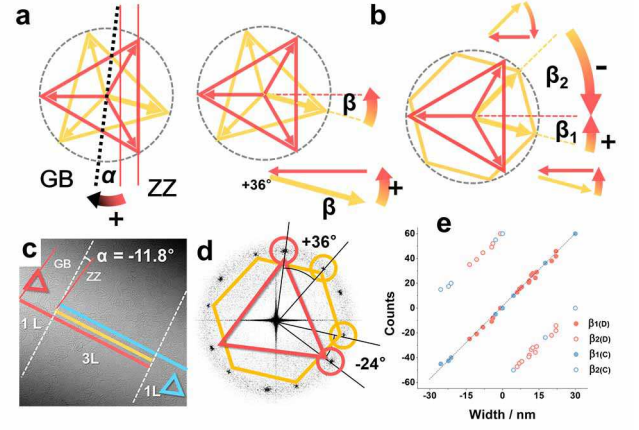 a
GB
α
ZZ
+
β
+36°
β
+
b
β2
-
β1
+
c
GB
ZZ
α = -11.8°
1 L
3L
1L
d
+36°
-24°
e
Counts
60
40
20
0
-20
-40
-60
-30
-15
0
15
30
Width / nm
β1(D)
β2(D)
β1(C)
β2(C)